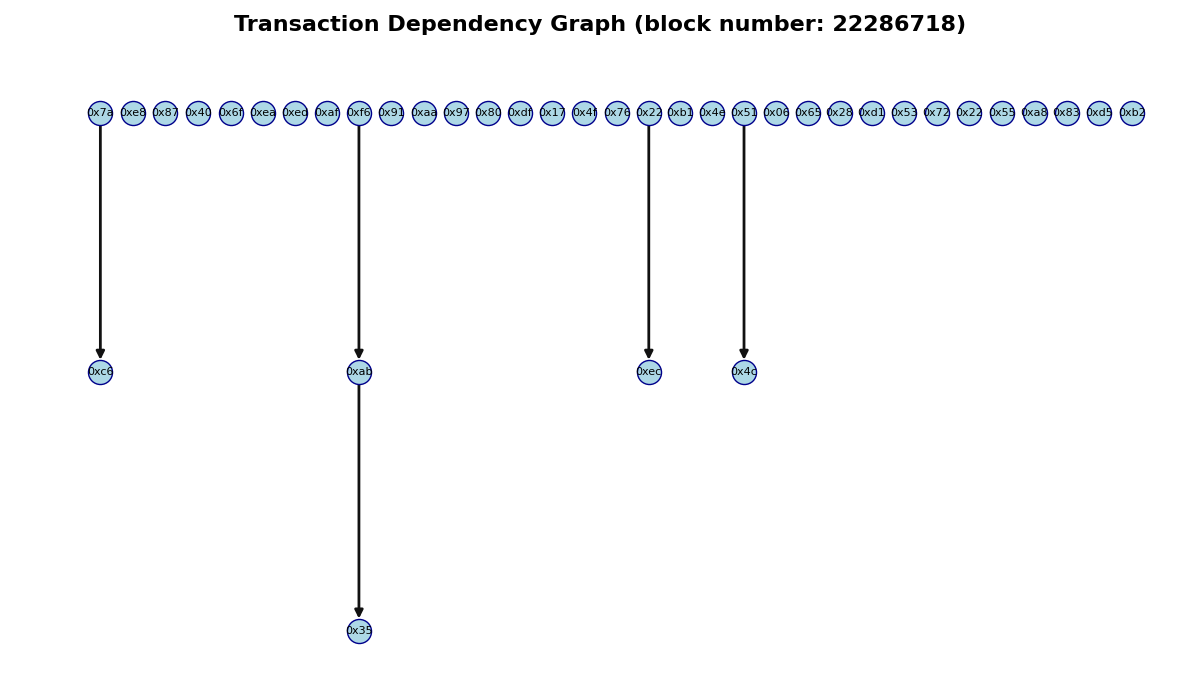 Transaction Dependency Graph (block number: 22286718)
0x7a 0xe8 0x87 0x40 0x6f 0xea 0xed 0xaf 0xf6 0x91 0xaa 0x97 0x80 0xdf 0x17 0x4f 0x76 0x22 0xb1 0x4e 0x51 0x06 0x65 0x28 0xd1 0x53 0x72 0x22 0x55 0xa8 0x83 0xd5 0xb2
0xc6 0xab 0xec 0x4c
0x35